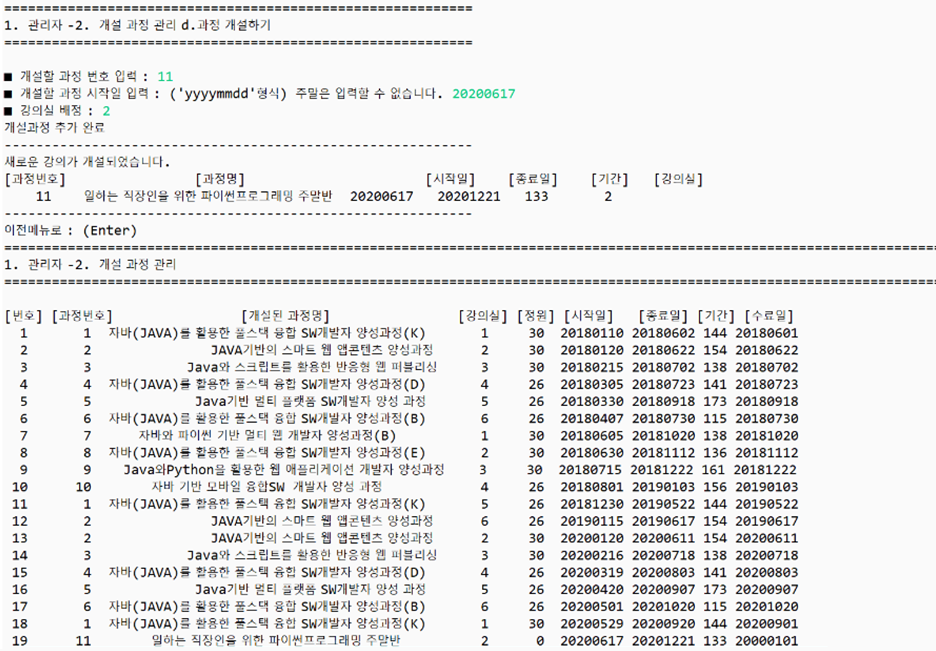 ===========================================================
1. 관리자 -2. 개설 과정 관리 d.과정 개설하기
===========================================================
■ 개설할 과정 번호 입력 : 11
■ 개설할 과정 시작일 입력 : ('yyyymmdd'형식) 주말은 입력할 수 없습니다. 20200617
■ 강의실 배정 : 2
개설과정 추가 완료
-----------------------------------------------------------
새로운 강의가 개설되었습니다.
[과정번호] [과정명] [시작일] [종료일] [기간] [강의실]
11 일하는 직장인을 위한 파이썬프로그래밍 주말반 20200617 20201221 133 2
-----------------------------------------------------------
이전메뉴로 : (Enter)
=====================================================================================================================
1. 관리자 -2. 개설 과정 관리
=====================================================================================================================
[번호] [과정번호] [개설된 과정명] [강의실] [정원] [시작일] [종료일] [기간] [수료일]
1 1 자바(JAVA)를 활용한 풀스택 융합 SW개발자 양성과정(K) 1 30 20180110 20180602 144 20180601
2 2 JAVA기반의 스마트 웹 앱콘텐츠 양성과정 2 30 20180120 20180622 154 20180622
3 3 Java와 스크립트를 활용한 반응형 웹 퍼블리싱 3 30 20180215 20180702 138 20180702
4 4 자바(JAVA)를 활용한 풀스택 융합 SW개발자 양성과정(D) 4 26 20180305 20180723 141 20180723
5 5 Java기반 멀티 플랫폼 SW개발자 양성 과정 5 26 20180330 20180918 173 20180918
6 6 자바(JAVA)를 활용한 풀스택 융합 SW개발자 양성과정(B) 6 26 20180407 20180730 115 20180730
7 7 자바와 파이썬 기반 멀티 웹 개발자 양성과정(B) 1 30 20180605 20181020 138 20181020
8 8 자바(JAVA)를 활용한 풀스택 융합 SW개발자 양성과정(E) 2 30 20180630 20181112 136 20181112
9 9 Java와Python을 활용한 웹 애플리케이션 개발자 양성과정 3 30 20180715 20181222 161 20181222
10 10 자바 기반 모바일 융합SW 개발자 양성 과정 4 26 20180801 20190103 156 20190103
11 1 자바(JAVA)를 활용한 풀스택 융합 SW개발자 양성과정(K) 5 26 20181230 20190522 144 20190522
12 2 JAVA기반의 스마트 웹 앱콘텐츠 양성과정 6 26 20190115 20190617 154 20190617
13 2 JAVA기반의 스마트 웹 앱콘텐츠 양성과정 2 30 20200120 20200611 154 20200611
14 3 Java와 스크립트를 활용한 반응형 웹 퍼블리싱 3 30 20200216 20200718 138 20200718
15 4 자바(JAVA)를 활용한 풀스택 융합 SW개발자 양성과정(D) 4 26 20200319 20200803 141 20200803
16 5 Java기반 멀티 플랫폼 SW개발자 양성 과정 5 26 20200420 20200907 173 20200907
17 6 자바(JAVA)를 활용한 풀스택 융합 SW개발자 양성과정(B) 6 26 20200501 20201020 115 20201020
18 1 자바(JAVA)를 활용한 풀스택 융합 SW개발자 양성과정(K) 1 30 20200529 20200920 144 20200901
19 11 일하는 직장인을 위한 파이썬프로그래밍 주말반 2 0 20200617 20201221 133 20000101